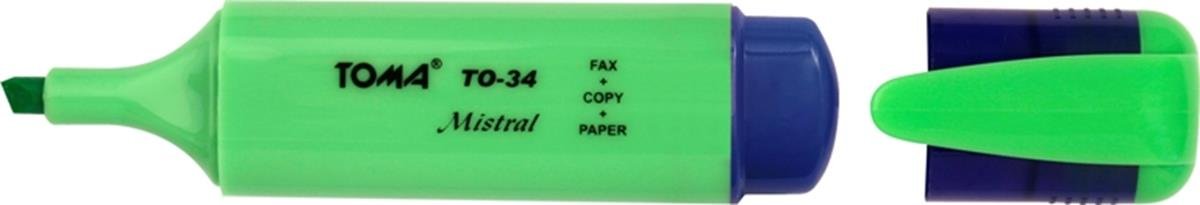 TOMA® TO-34
Mistral
FAX
+
COPY
+
PAPER